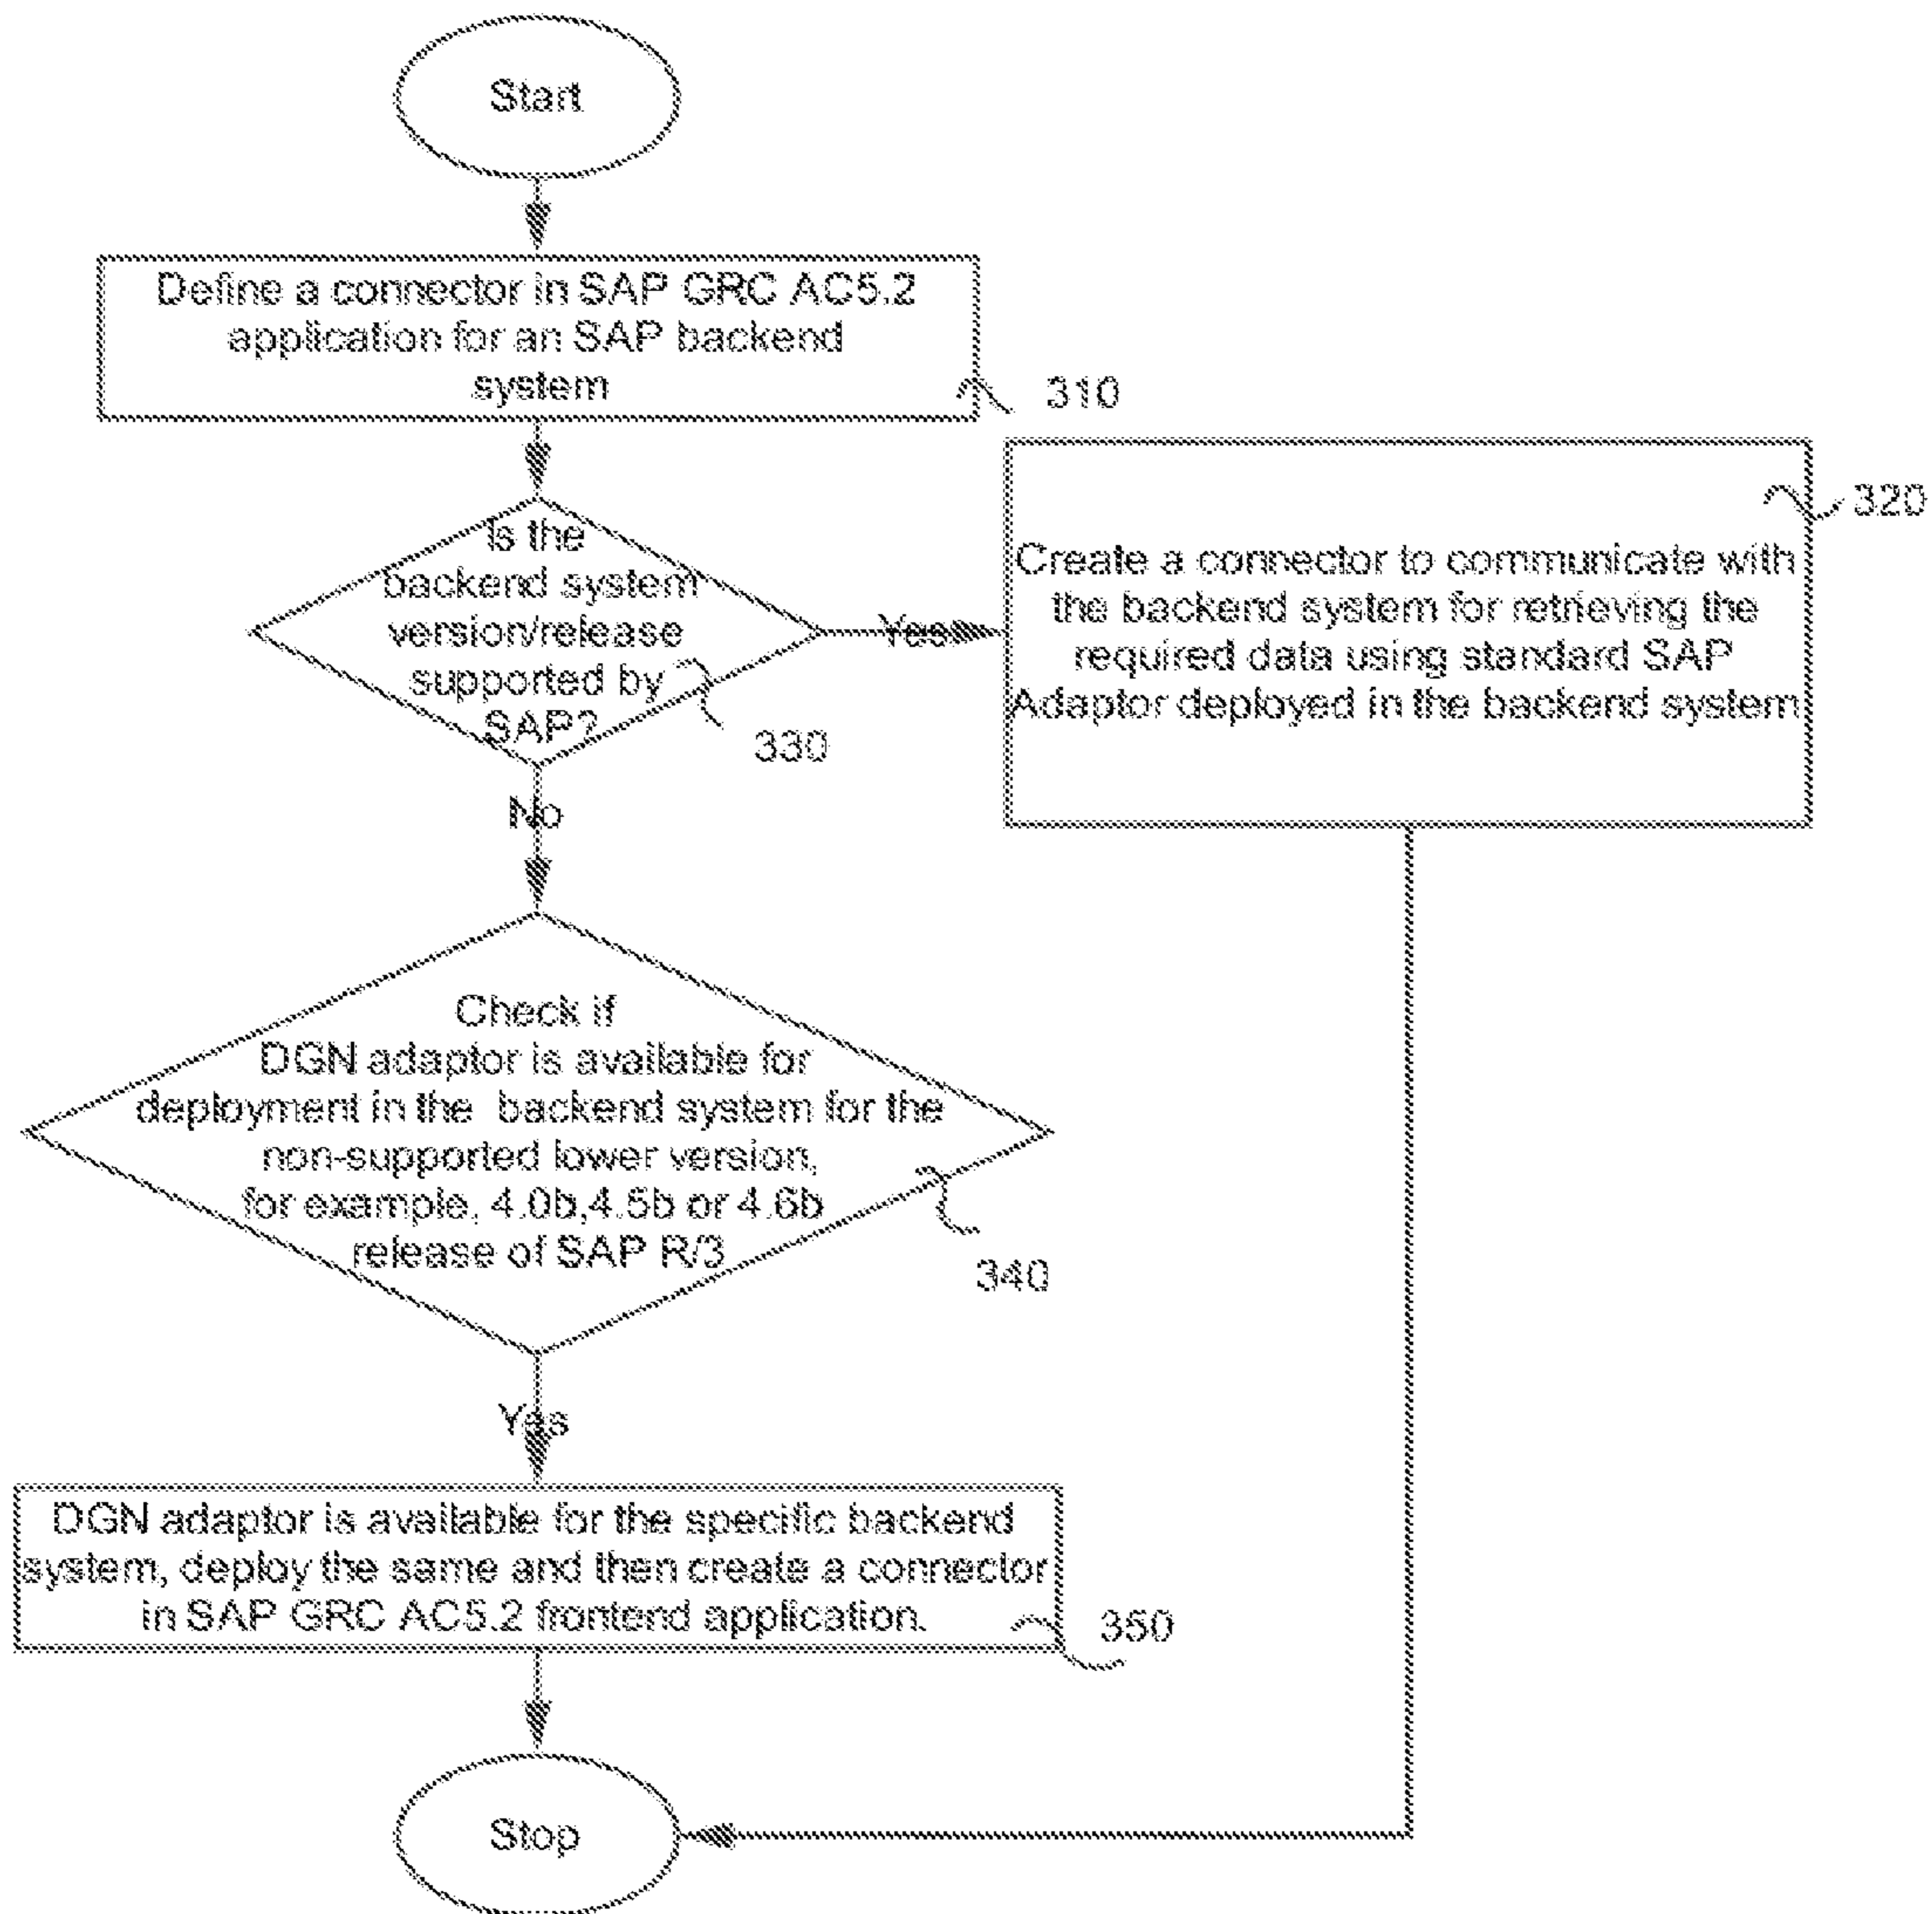 Start
Define a connector in SAP GRC AC5.2
application for an SAP backend
system
310
Is the
backend system
version/release
supported by
SAP?
330
Yes
320
Create a connector to communicate with
the backend system for retrieving the
required data using standard SAP
Adaptor deployed in the backend system
No
Check if
DGN adaptor is available for
deployment in the backend system for the
non-supported lower version,
for example, 4.0b,4.5b or 4.6b
release of SAP R/3
340
Yes
DGN adaptor is available for the specific backend
system, deploy the same and then create a connector
in SAP GRC AC5.2 frontend application.
350
Stop